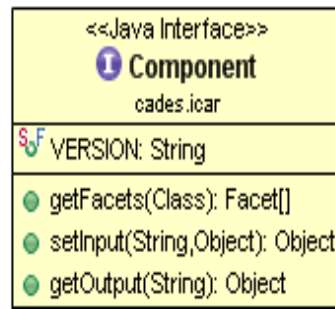 <<Java Interface>>
I Component
cades.icar
S F VERSION: String
getFacets(Class): Facet[]
setInput(String,Object): Object
getOutput(String): Object